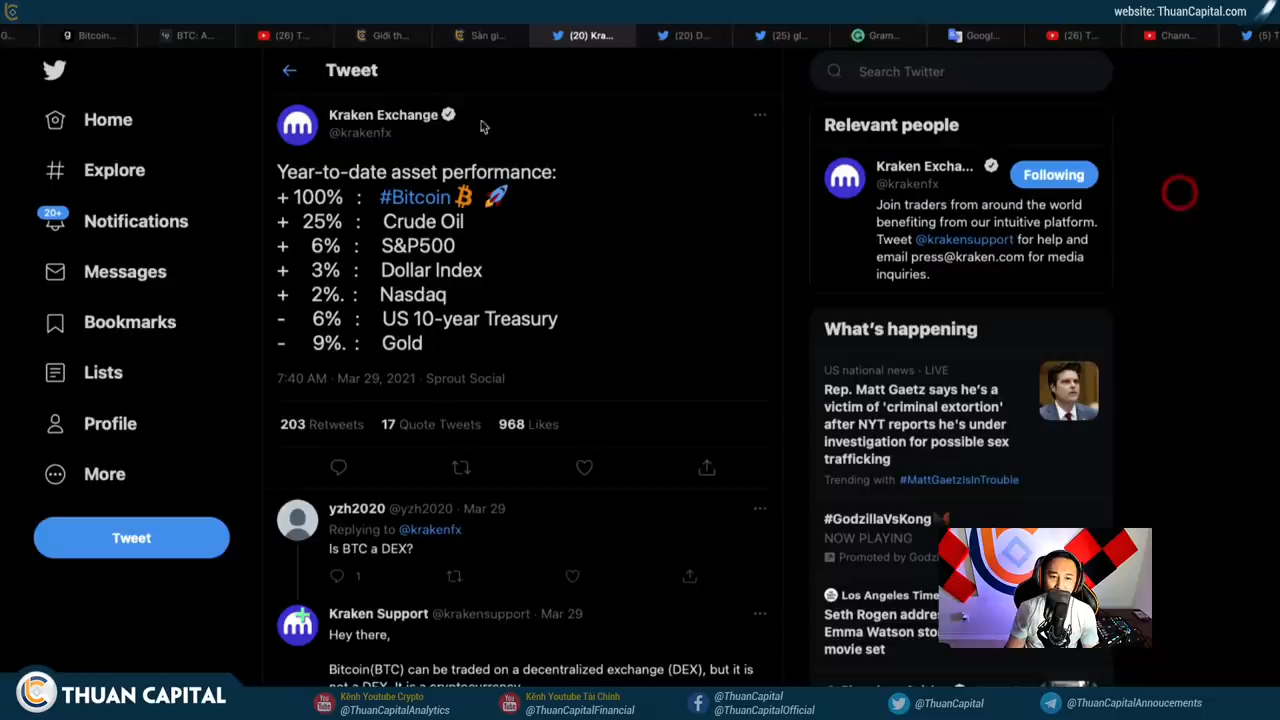 website: ThuanCapital.com
G...
Bitcoin...
BTC: A...
(26) T...
Giới th...
Sàn gi...
(20) Kra...
(20) D...
(25) gl...
Gram...
Googl...
(26) T...
Chann...
(5) T
Tweet
Search Twitter
Home
Explore
20+
Notifications
Messages
Bookmarks
Lists
Profile
More
Tweet
Kraken Exchange
@krakenfx
Year-to-date asset performance:
+ 100% : #Bitcoin
+ 25% : Crude Oil
+ 6% : S&P500
+ 3% : Dollar Index
+ 2%. : Nasdaq
- 6% : US 10-year Treasury
- 9%. : Gold
7:40 AM · Mar 29, 2021 · Sprout Social
203 Retweets 17 Quote Tweets 968 Likes
yzh2020 @yzh2020 · Mar 29
Replying to @krakenfx
Is BTC a DEX?
1
Kraken Support @krakensupport · Mar 29
Hey there,
Bitcoin(BTC) can be traded on a decentralized exchange (DEX), but it is
not a DEX. It is a cryptocurrency
Relevant people
Kraken Excha...
@krakenfx
Following
Join traders from around the world
benefiting from our intuitive platform.
Tweet @krakensupport for help and
email press@kraken.com for media
inquiries.
What's happening
US national news · LIVE
Rep. Matt Gaetz says he's a
victim of 'criminal extortion'
after NYT reports he's under
investigation for possible sex
trafficking
Trending with #MattGaetzIsInTrouble
#GodzillaVsKong
NOW PLAYING
Promoted by Godz
Los Angeles Time
Seth Rogen addre
Emma Watson sto
movie set
THUAN CAPITAL
Kênh Youtube Crypto
@ThuanCapitalAnalytics
Kênh Youtube Tài Chính
@ThuanCapitalFinancial
@ThuanCapital
@ThuanCapitalOfficial
@ThuanCapital
@ThuanCapitalAnnoucements